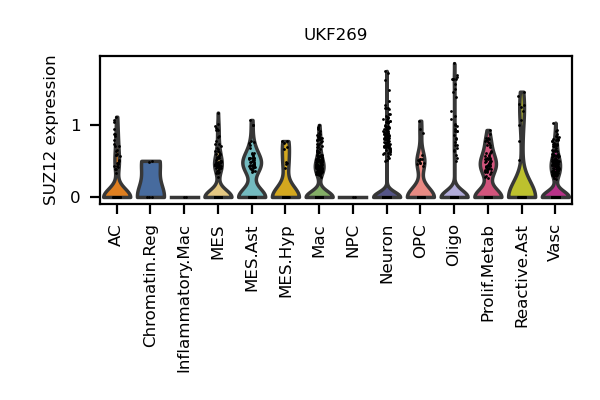 UKF269
SUZ12 expression
1
0
AC
Chromatin.Reg
Inflammatory.Mac
MES
MES.Ast
MES.Hyp
Mac
NPC
Neuron
OPC
Oligo
Prolif.Metab
Reactive.Ast
Vasc